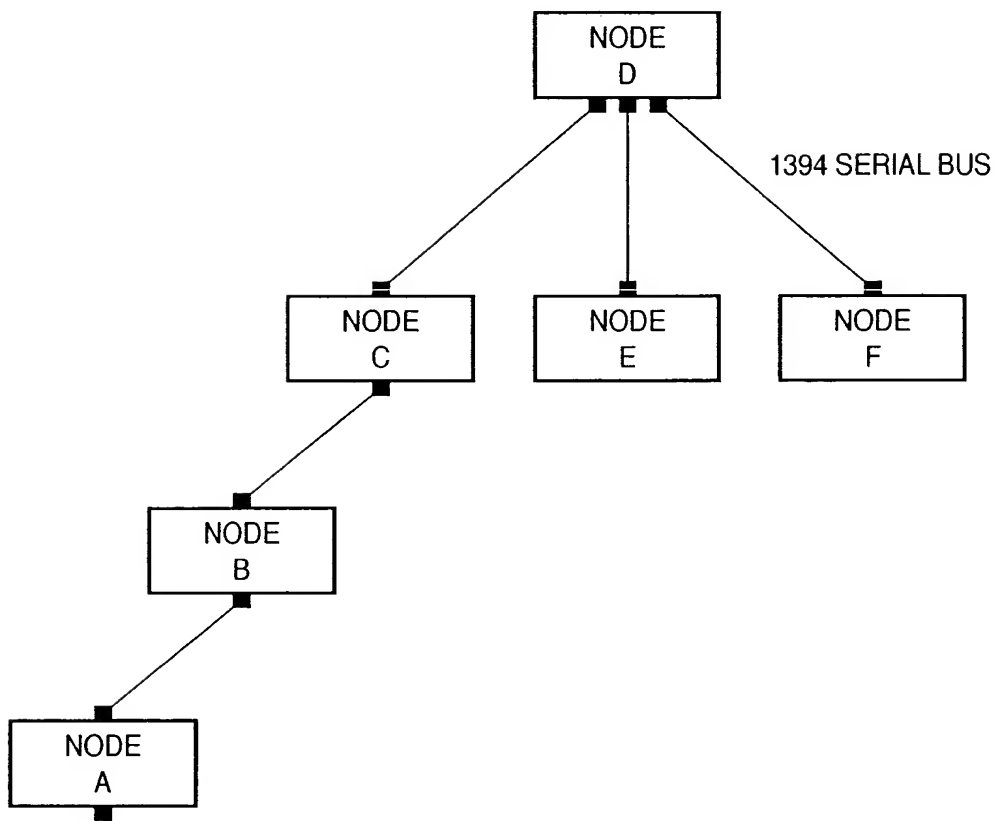 NODE
D
1394 SERIAL BUS
NODE
C
NODE
E
NODE
F
NODE
B
NODE
A